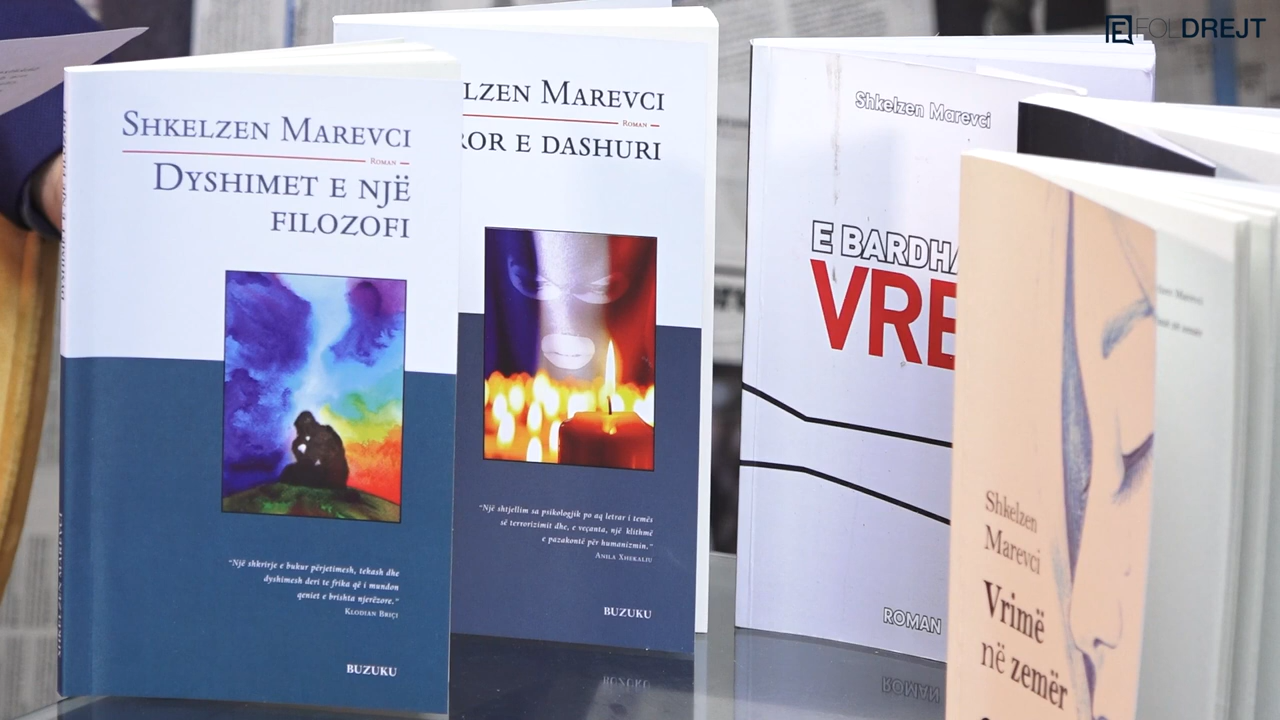 FOLDREJT
SHKELZEN MAREVCI
ROMAN
DYSHIMET E NJË
FILOZOFI
"Një shkrirje e bukur përjetimesh, tekash dhe
dyshimesh deri te frika që i mundon
qeniet e brishta njerëzore."
KLODIAN BRIÇI
BUZUKU
LZEN MAREVCI
ROMAN
ROR E DASHURI
"Një shtjellim sa psikologjik po aq letrar i temës
së terrorizimit dhe, e veçanta, një klithmë
e pazakontë për humanizmin."
ANILA XHEKALIU
BUZUKU
Shkelzen Marevci
E BARDHA
VRE
ROMAN
Shkelzen
Marevci
Vrimë
në zemër